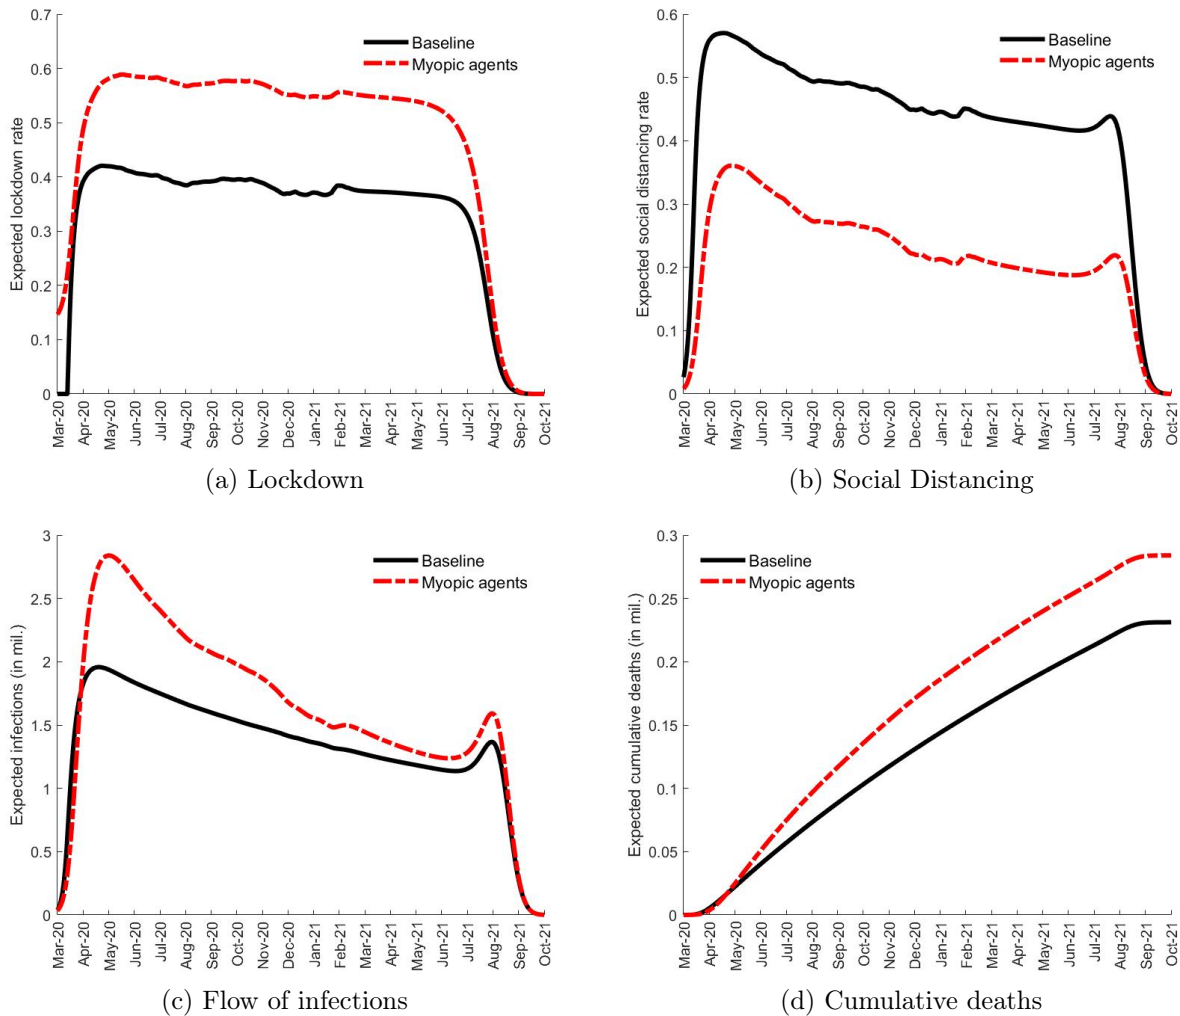 0.7
0.6
0.5
0.4
0.3
0.2
0.1
0
Expected lockdown rate
Baseline
Myopic agents
Mar-20
Apr-20
May-20
Jun-20
Jul-20
Aug-20
Sep-20
Oct-20
Nov-20
Dec-20
Jan-21
Feb-21
Mar-21
Apr-21
May-21
Jun-21
Jul-21
Aug-21
Sep-21
Oct-21
(a) Lockdown
0.6
0.5
0.4
0.3
0.2
0.1
0
Expected social distancing rate
Baseline
Myopic agents
Mar-20
Apr-20
May-20
Jun-20
Jul-20
Aug-20
Sep-20
Oct-20
Nov-20
Dec-20
Jan-21
Feb-21
Mar-21
Apr-21
May-21
Jun-21
Jul-21
Aug-21
Sep-21
Oct-21
(b) Social Distancing
3
2.5
2
1.5
1
0.5
0
Expected infections (in mil.)
Baseline
Myopic agents
Mar-20
Apr-20
May-20
Jun-20
Jul-20
Aug-20
Sep-20
Oct-20
Nov-20
Dec-20
Jan-21
Feb-21
Mar-21
Apr-21
May-21
Jun-21
Jul-21
Aug-21
Sep-21
Oct-21
(c) Flow of infections
0.3
0.25
0.2
0.15
0.1
0.05
0
Expected cumulative deaths (in mil.)
Baseline
Myopic agents
Mar-20
Apr-20
May-20
Jun-20
Jul-20
Aug-20
Sep-20
Oct-20
Nov-20
Dec-20
Jan-21
Feb-21
Mar-21
Apr-21
May-21
Jun-21
Jul-21
Aug-21
Sep-21
Oct-21
(d) Cumulative deaths